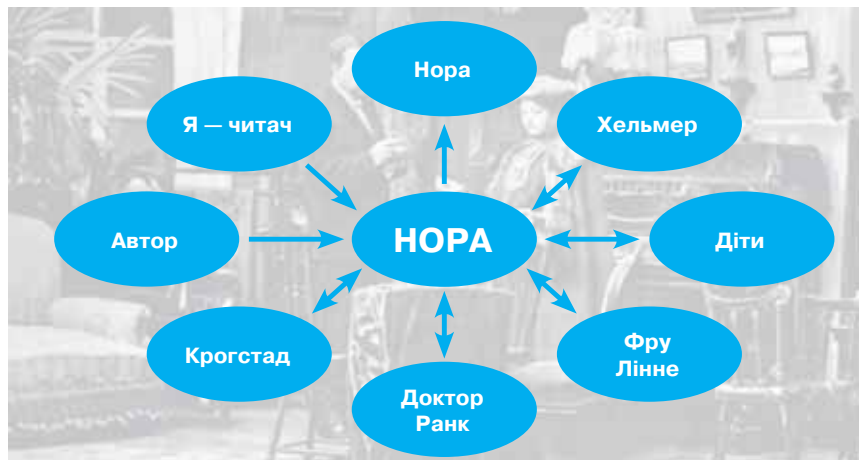 Нора
Я — читач
Хельмер
Автор
НОРА
Діти
Крогстад
Фру
Лінне
Доктор
Ранк